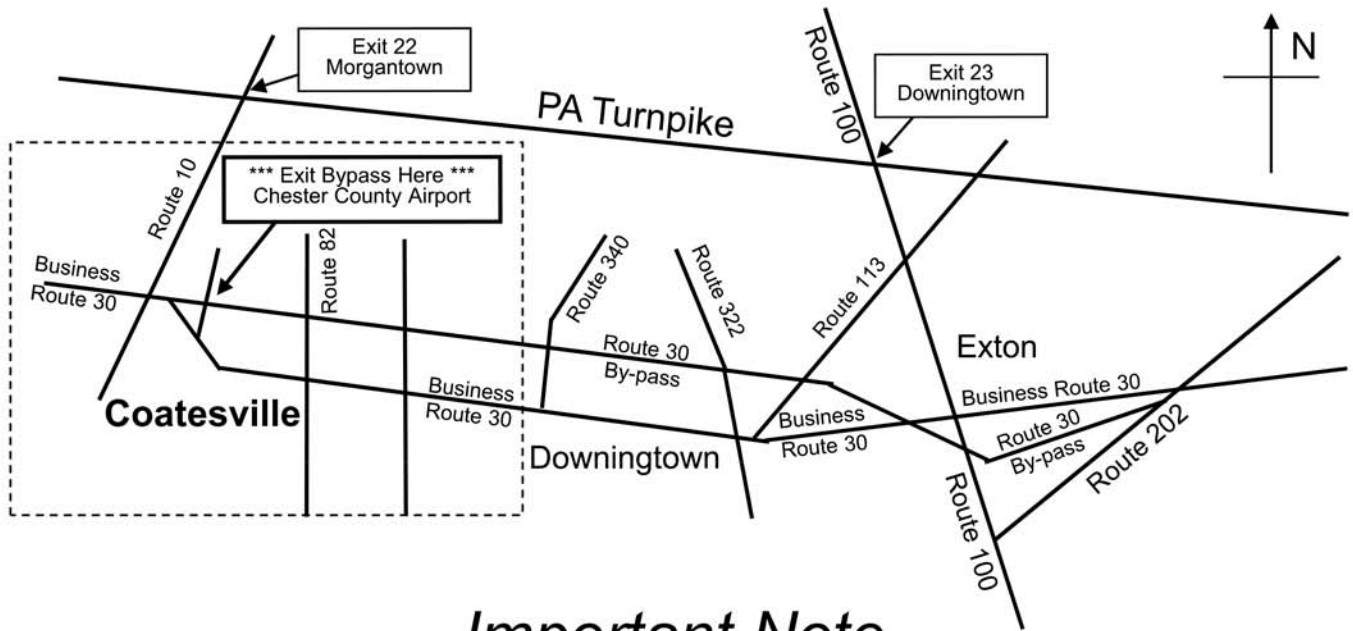 Exit 22
Morgantown
Exit 23
Downingtown
N
Route 100
PA Turnpike
Route 10
*** Exit Bypass Here ***
Chester County Airport
Route 82
Route 340
Route 322
Route 113
Business
Route 30
Route 30
By-pass
Exton
Business Route 30
Coatesville
Business
Route 30
Business
Route 30
Route 30
By-pass
Route 202
Downingtown
Route 100
Important Note